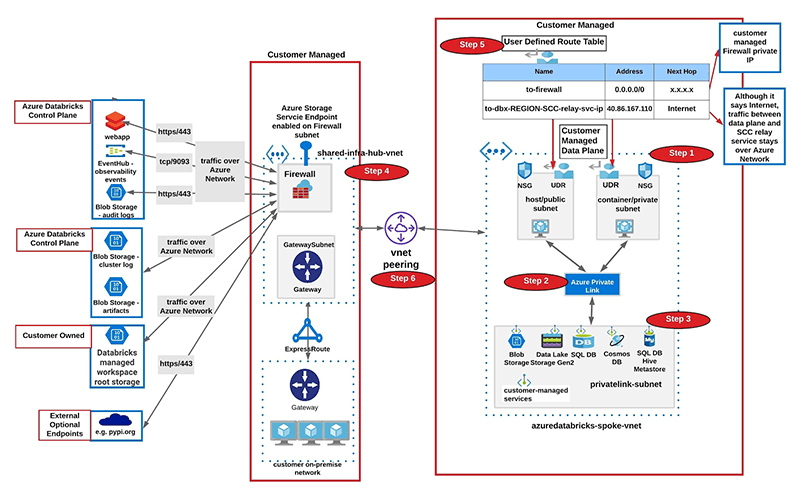 Customer Managed
Step 5
User Defined Route Table
Name
Address
Next Hop
to-firewall
0.0.0.0/0
x.x.x.x
to-dbx-REGION-SCC-relay-svc-ip
40.86.167.110
Internet
customer
managed
Firewall private
IP
Although it
says Internet,
traffic between
data plane and
SCC relay
service stays
over Azure
Network
Customer Managed
Azure Storage
Servcie Endpoint
enabled on Firewall
subnet
shared-infra-hub-vnet
Step 4
Firewall
GatewaySubnet
Gateway
ExpressRoute
Gateway
customer on-premise
network
Azure Databricks
Control Plane
webapp
EventHub -
observability
events
Blob Storage
- audit logs
https/443
tcp/9093
https/443
traffic over
Azure
Network
Azure Databricks
Control Plane
Blob Storage -
cluster log
Blob Storage -
artifacts
traffic over
Azure Network
Customer Owned
Databricks
managed
workspace
root storage
traffic over
Azure Network
https/443
External
Optional
Endpoints
e.g. pypi.org
vnet
peering
Step 6
Customer
Managed
Data Plane
Step 1
NSG
UDR
host/public
subnet
UDR
NSG
container/private
subnet
Step 2
Azure Private
Link
Step 3
Blob
Storage
Data Lake
Storage Gen2
SQL DB
Cosmos
DB
SQL DB
Hive
Metastore
privatelink-subnet
customer-managed
services
azuredatabricks-spoke-vnet